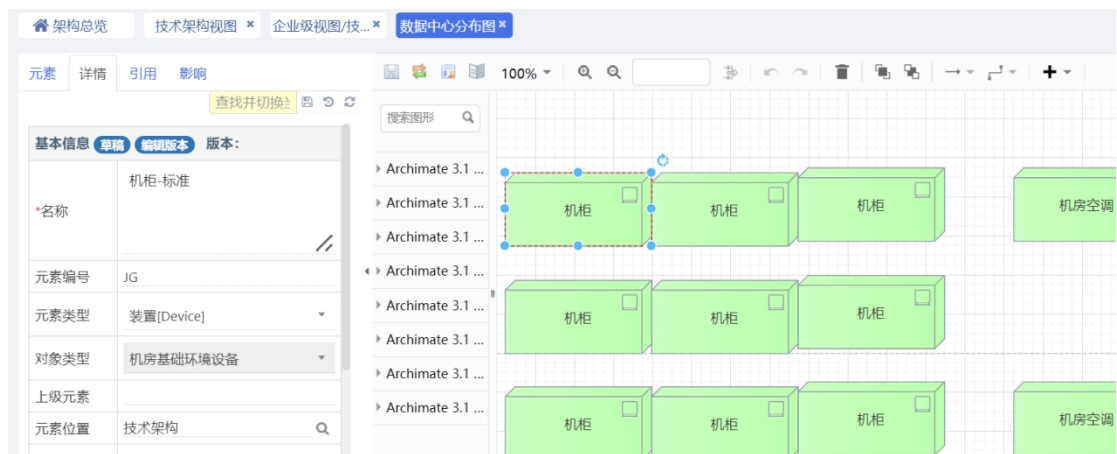 架构总览 技术架构视图 × 企业级视图/技...× 数据中心分布图×
元素 详情 引用 影响
100%
查找并切换
搜索图形
基本信息 草稿 编辑版本 版本:
*名称 机柜-标准
元素编号 JG
元素类型 装置[Device]
对象类型 机房基础环境设备
上级元素
元素位置 技术架构
Archimate 3.1 ...
Archimate 3.1 ...
Archimate 3.1 ...
Archimate 3.1 ...
Archimate 3.1 ...
Archimate 3.1 ...
Archimate 3.1 ...
Archimate 3.1 ...
机柜 机柜 机柜 机房空调
机柜 机柜 机柜
机柜 机柜 机柜 机房空调